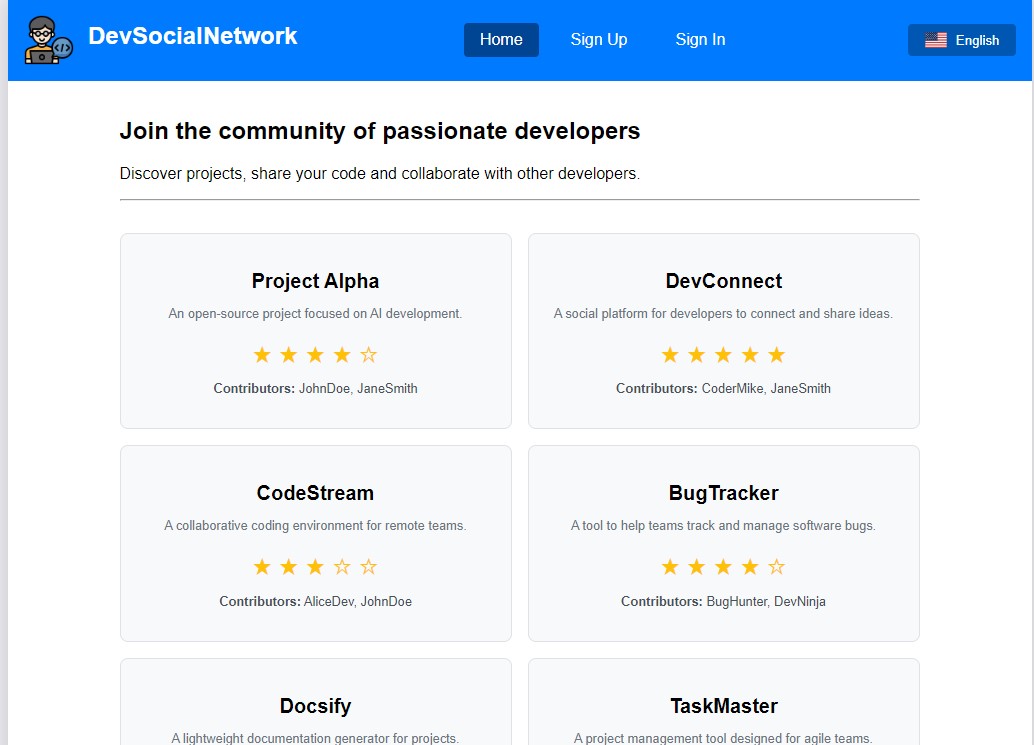 DevSocialNetwork
Home
Sign Up
Sign In
English
Join the community of passionate developers
Discover projects, share your code and collaborate with other developers.
Project Alpha
An open-source project focused on AI development.
★ ★ ★ ★ ☆
Contributors: JohnDoe, JaneSmith
DevConnect
A social platform for developers to connect and share ideas.
★ ★ ★ ★ ★
Contributors: CoderMike, JaneSmith
CodeStream
A collaborative coding environment for remote teams.
★ ★ ★ ☆ ☆
Contributors: AliceDev, JohnDoe
BugTracker
A tool to help teams track and manage software bugs.
★ ★ ★ ★ ☆
Contributors: BugHunter, DevNinja
Docsify
A lightweight documentation generator for projects.
TaskMaster
A project management tool designed for agile teams.